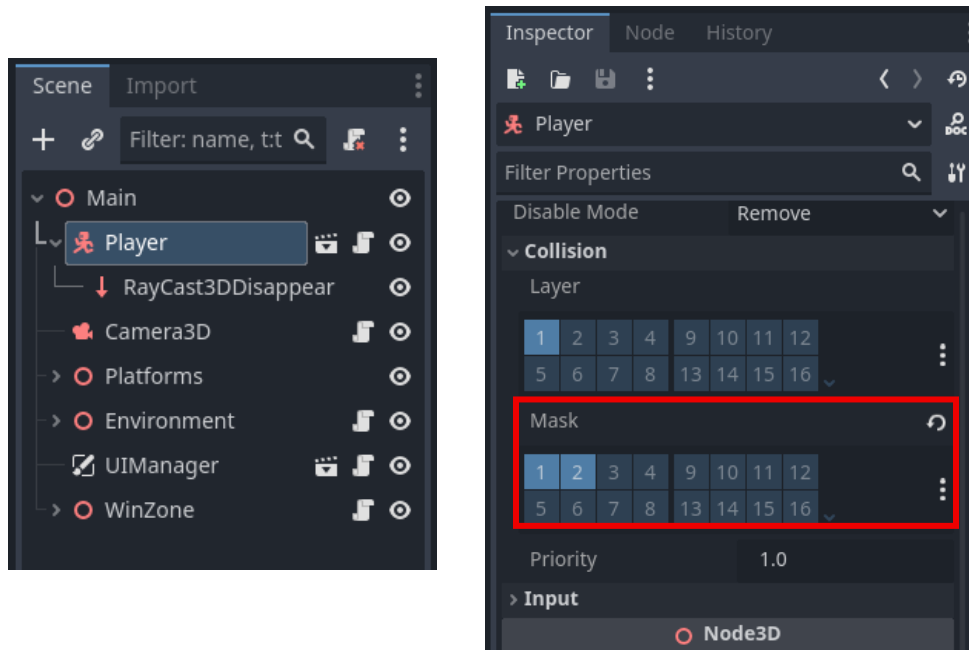 Scene Import
Filter: name, t:t
Main
Player
RayCast3DDisappear
Camera3D
Platforms
Environment
UIManager
WinZone
Inspector Node History
Player
DOC
Filter Properties
Disable Mode Remove
Collision
Layer
1 2 3 4 9 10 11 12
5 6 7 8 13 14 15 16
Mask
1 2 3 4 9 10 11 12
5 6 7 8 13 14 15 16
Priority 1.0
Input
Node3D